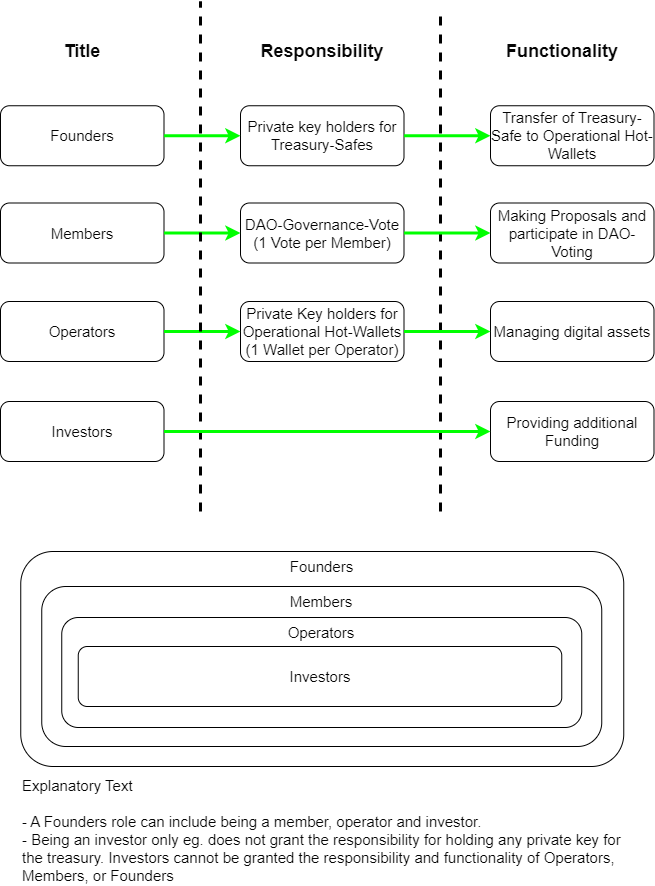 Title
Responsibility
Functionality
Founders
Private key holders for
Treasury-Safes
Transfer of Treasury-
Safe to Operational Hot-
Wallets
Members
DAO-Governance-Vote
(1 Vote per Member)
Making Proposals and
participate in DAO-
Voting
Operators
Private Key holders for
Operational Hot-Wallets
(1 Wallet per Operator)
Managing digital assets
Investors
Providing additional
Funding
Founders
Members
Operators
Investors
Explanatory Text
- A Founders role can include being a member, operator and investor.
- Being an investor only eg. does not grant the responsibility for holding any private key for
the treasury. Investors cannot be granted the responsibility and functionality of Operators,
Members, or Founders